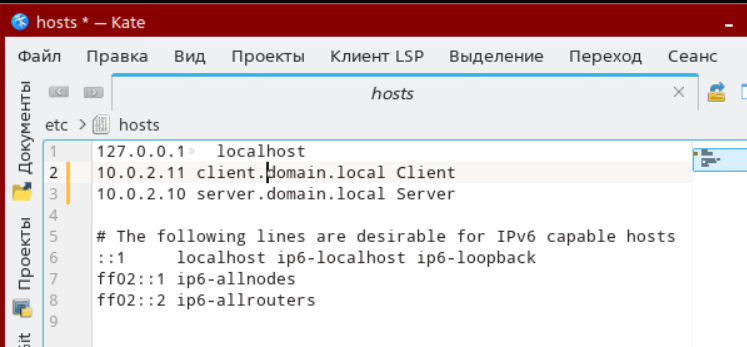 hosts * — Kate
Файл Правка Вид Проекты Клиент LSP Выделение Переход Сеанс
hosts
etc > hosts
Документы
Проекты
Git
1 127.0.0.1 localhost
2 10.0.2.11 client.domain.local Client
3 10.0.2.10 server.domain.local Server
4
5 # The following lines are desirable for IPv6 capable hosts
6 ::1 localhost ip6-localhost ip6-loopback
7 ff02::1 ip6-allnodes
8 ff02::2 ip6-allrouters
9